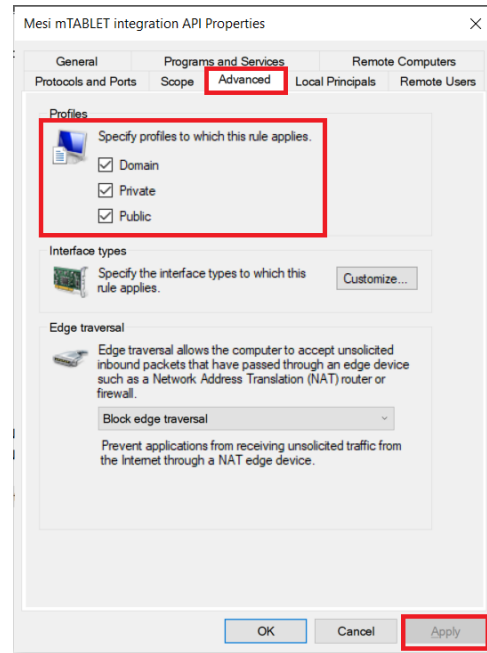 Mesi mTABLET integration API Properties
General
Programs and Services
Remote Computers
Protocols and Ports
Scope
Advanced
Local Principals
Remote Users
Profiles
Specify profiles to which this rule applies.
Domain
Private
Public
Interface types
Specify the interface types to which this
rule applies.
Customize...
Edge traversal
Edge traversal allows the computer to accept unsolicited
inbound packets that have passed through an edge device
such as a Network Address Translation (NAT) router or
firewall.
Block edge traversal
Prevent applications from receiving unsolicited traffic from
the Internet through a NAT edge device.
OK
Cancel
Apply